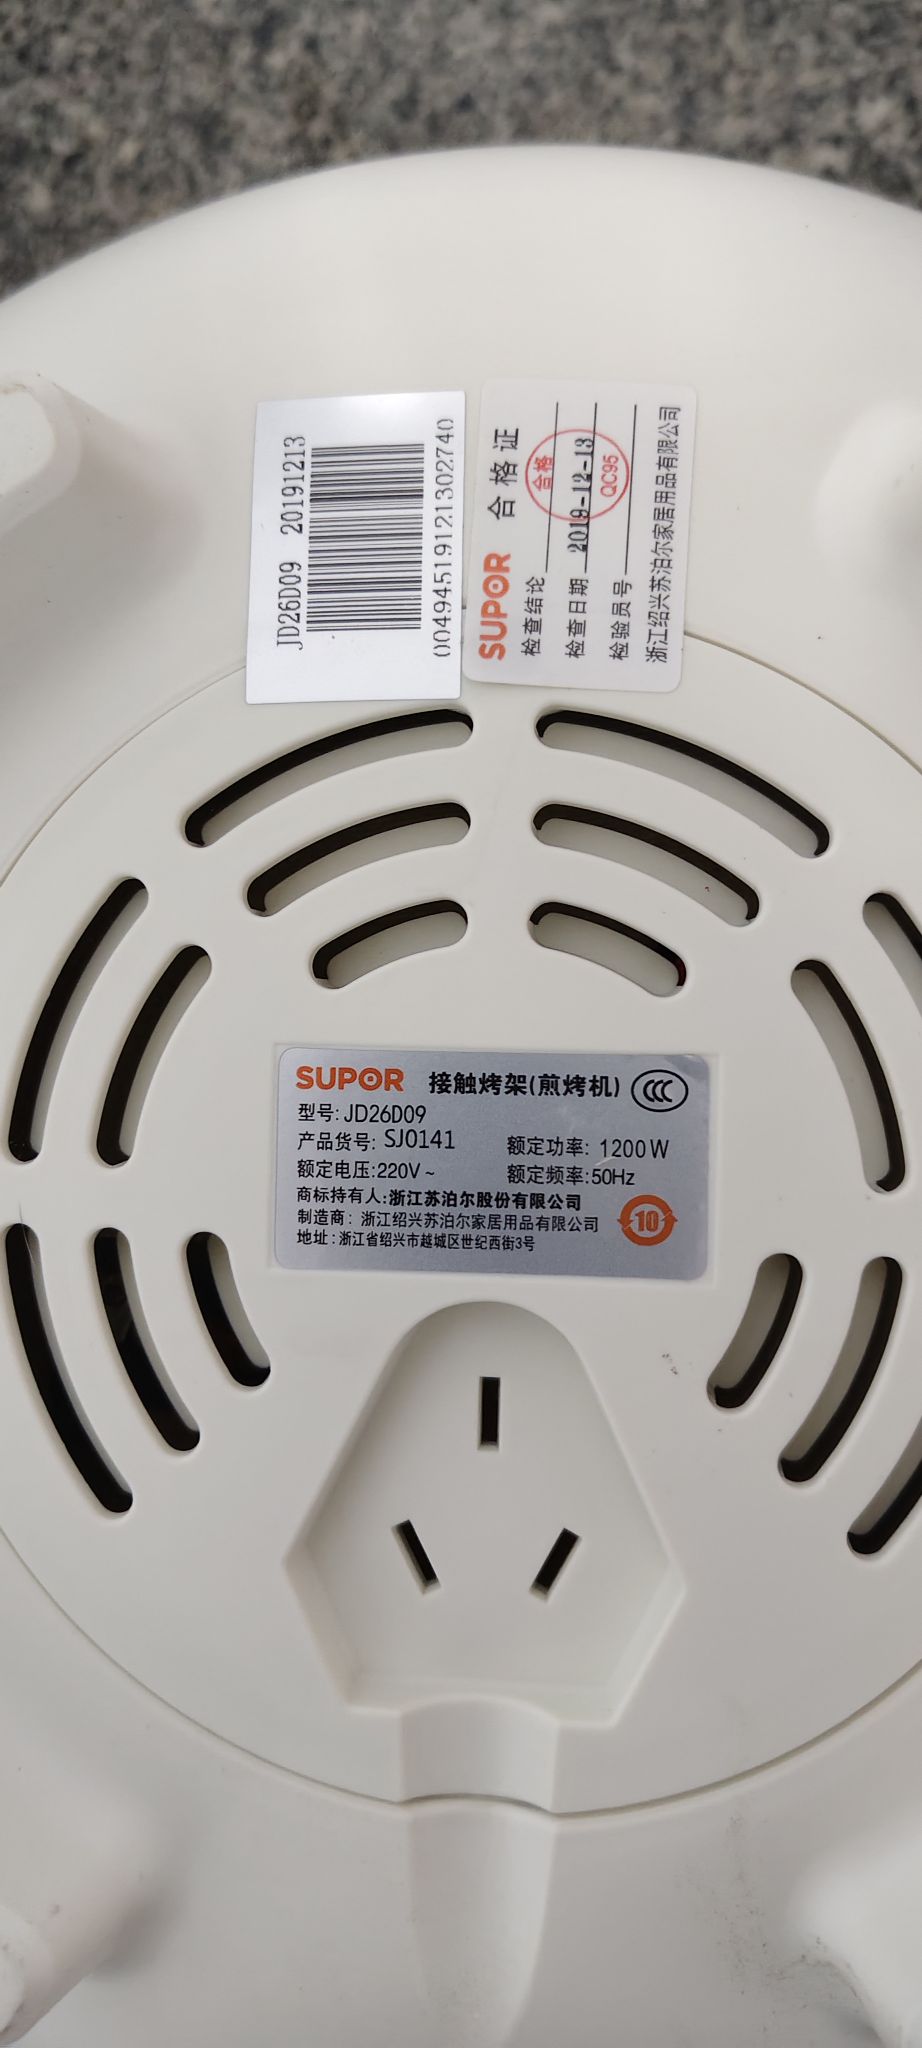 JD26D09 20191213
0049451912130274​0
SUPOR 合格证
检查结论 合格
检查日期 2019-12-13
检验员号 QC95
浙江绍兴苏泊尔家居用品有限公司
SUPOR 接触烤架(煎烤机) CCC
型号: JD26D09
产品货号: SJ0141 额定功率: 1200W
额定电压:220V~ 额定频率:50Hz
商标持有人:浙江苏泊尔股份有限公司
制造商: 浙江绍兴苏泊尔家居用品有限公司 10
地址: 浙江省绍兴市越城区世纪西街3号